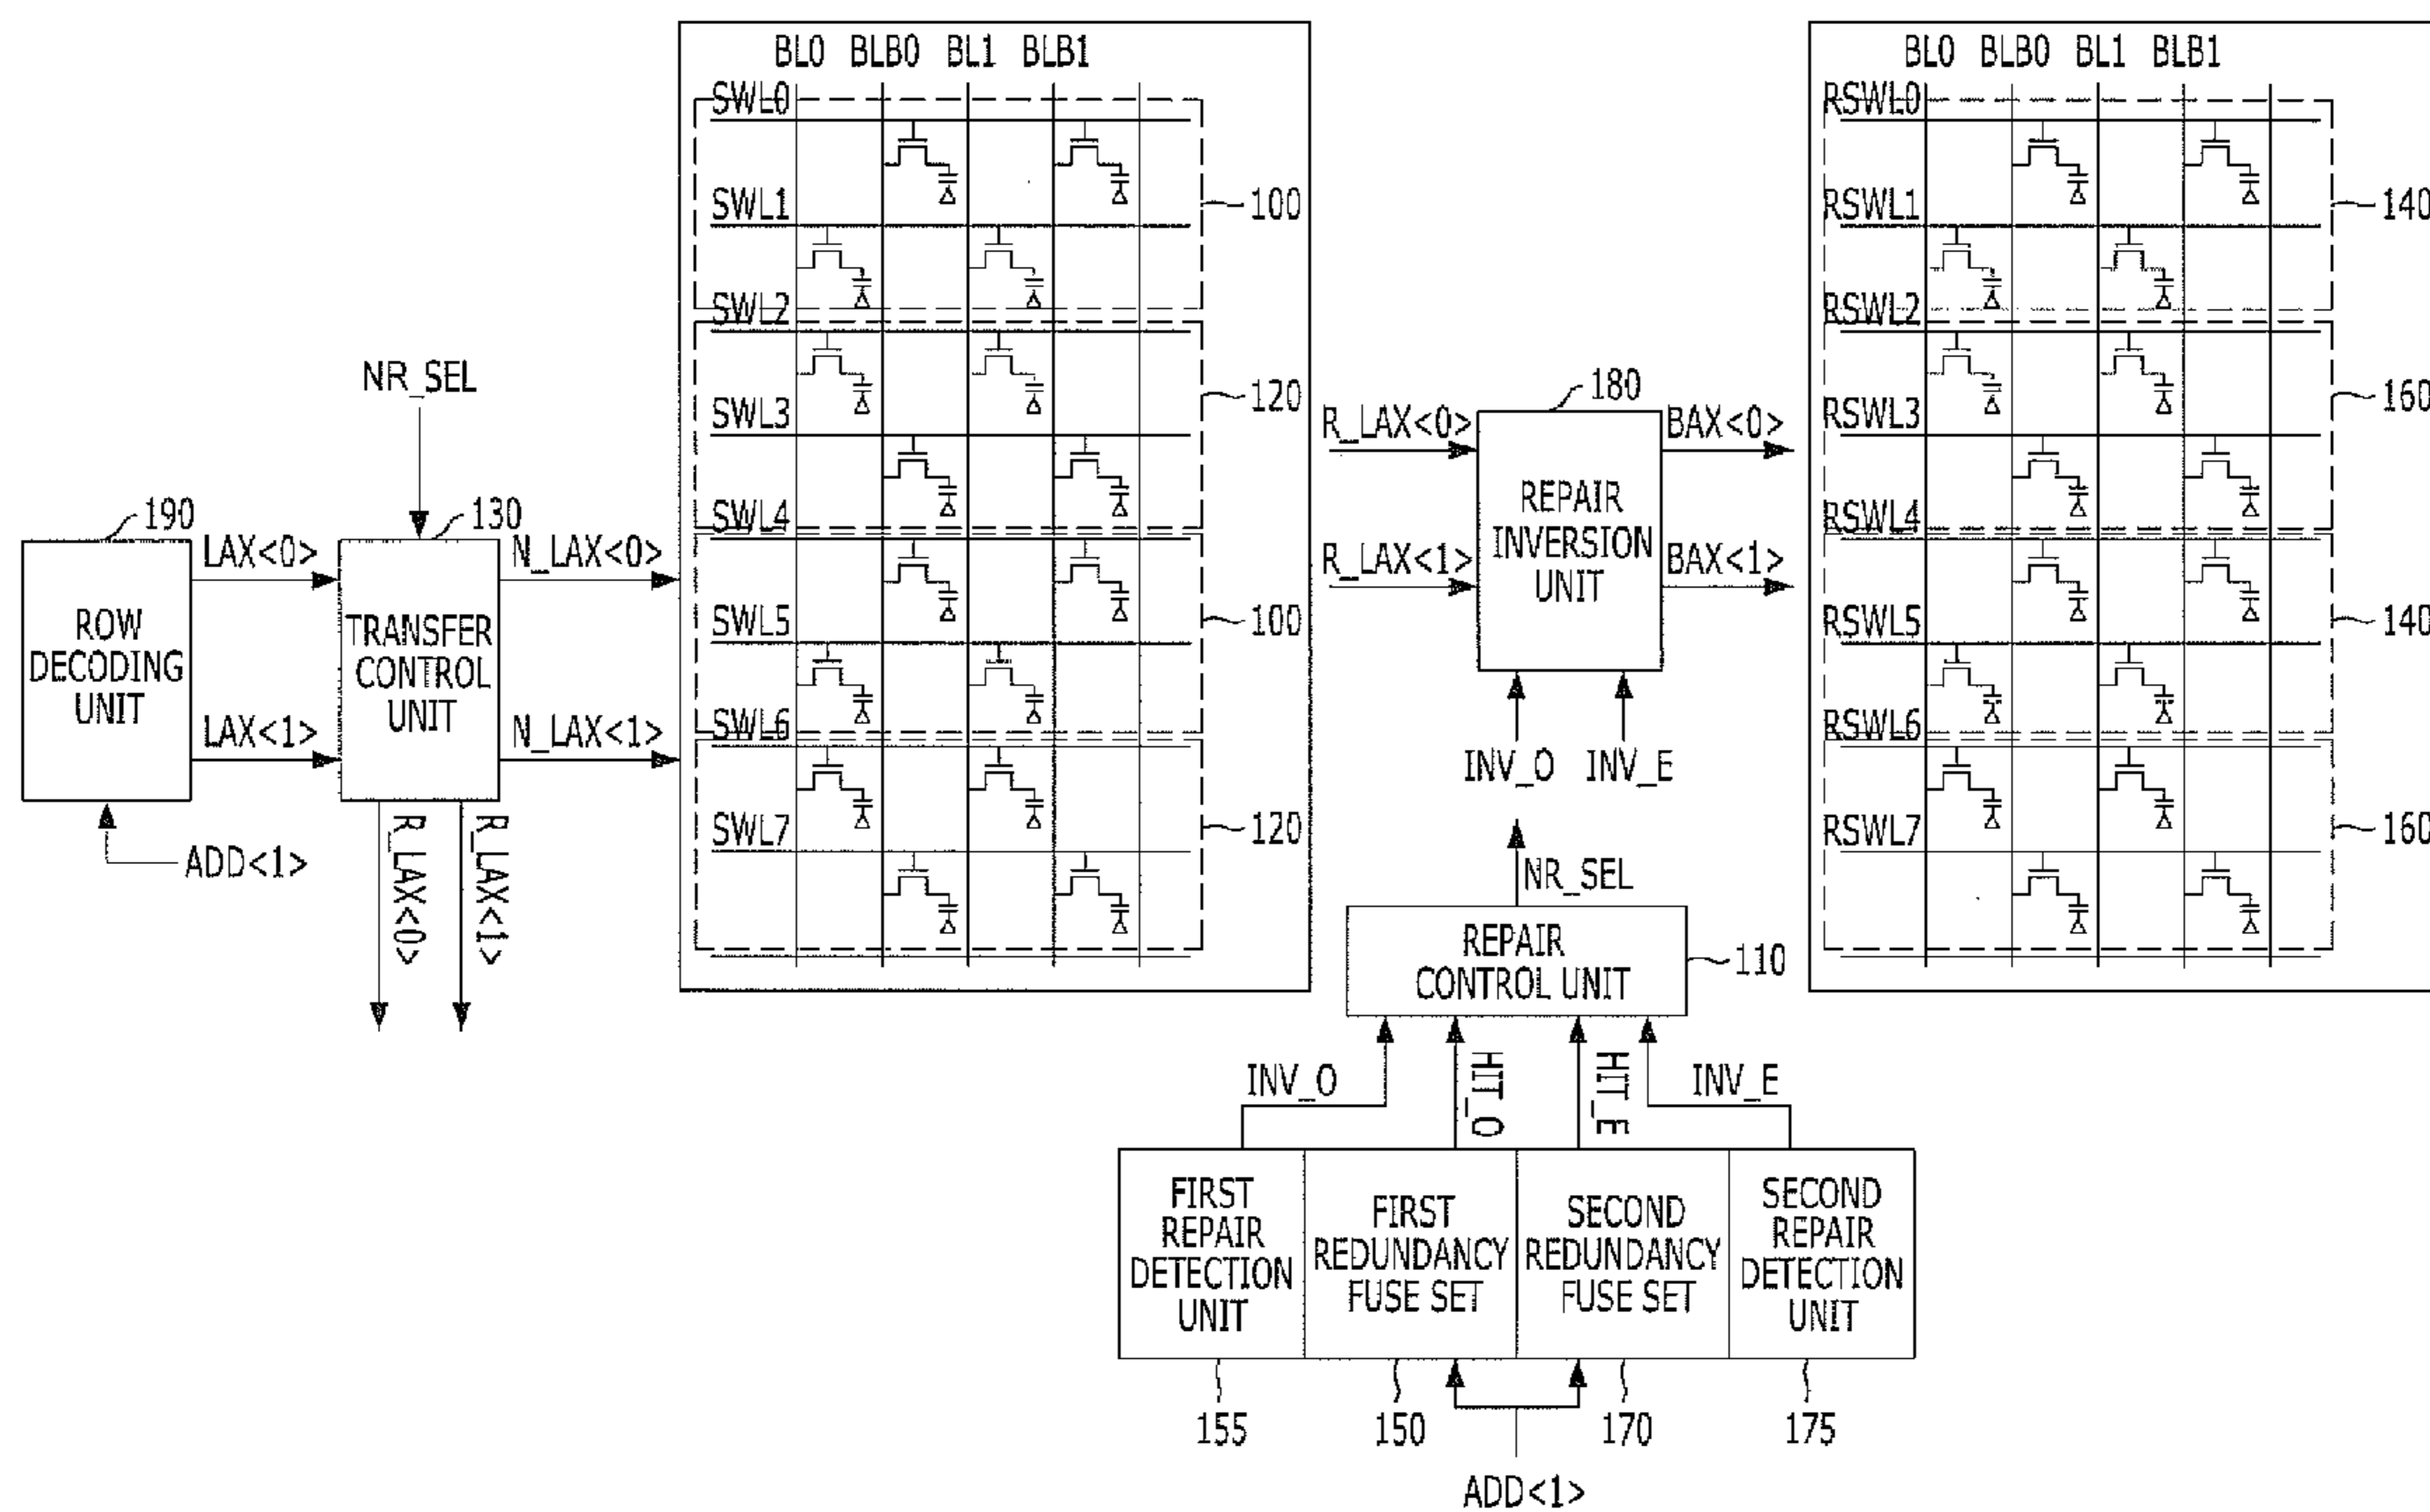 BL0 BLB0 BL1 BLB1
SWL0
SWL1
SWL2
SWL3
SWL4
SWL5
SWL6
SWL7
100
120
100
120
NR_SEL
190
ROW
DECODING
UNIT
LAX<0>
LAX<1>
ADD<1>
130
TRANSFER
CONTROL
UNIT
N_LAX<0>
N_LAX<1>
R_LAX<0>
R_LAX<1>
R_LAX<0>
R_LAX<1>
180
REPAIR
INVERSION
UNIT
BAX<0>
BAX<1>
INV_O INV_E
NR_SEL
REPAIR
CONTROL UNIT
110
INV_O
HIT_O
HIT_E
INV_E
FIRST
REPAIR
DETECTION
UNIT
FIRST
REDUNDANCY
FUSE SET
SECOND
REDUNDANCY
FUSE SET
SECOND
REPAIR
DETECTION
UNIT
155
150
170
175
ADD<1>
BL0 BLB0 BL1 BLB1
RSWL0
RSWL1
RSWL2
RSWL3
RSWL4
RSWL5
RSWL6
RSWL7
140
160
140
160